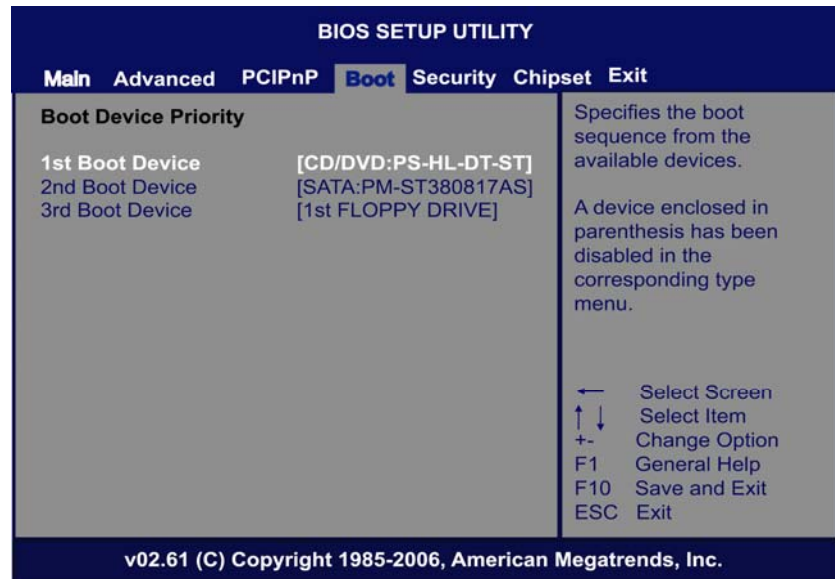 BIOS SETUP UTILITY
Main Advanced PCIPnP Boot Security Chipset Exit
Boot Device Priority
1st Boot Device [CD/DVD:PS-HL-DT-ST]
2nd Boot Device [SATA:PM-ST380817AS]
3rd Boot Device [1st FLOPPY DRIVE]
Specifies the boot
sequence from the
available devices.
A device enclosed in
parenthesis has been
disabled in the
corresponding type
menu.
← Select Screen
↑ ↓ Select Item
+- Change Option
F1 General Help
F10 Save and Exit
ESC Exit
v02.61 (C) Copyright 1985-2006, American Megatrends, Inc.